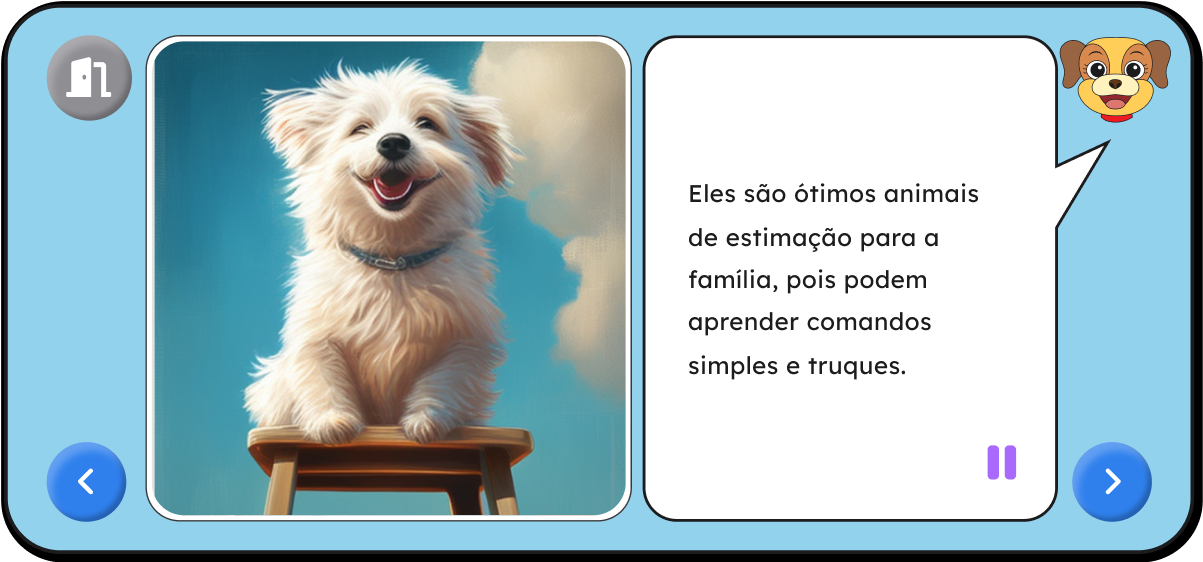 Eles são ótimos animais
de estimação para a
família, pois podem
aprender comandos
simples e truques.